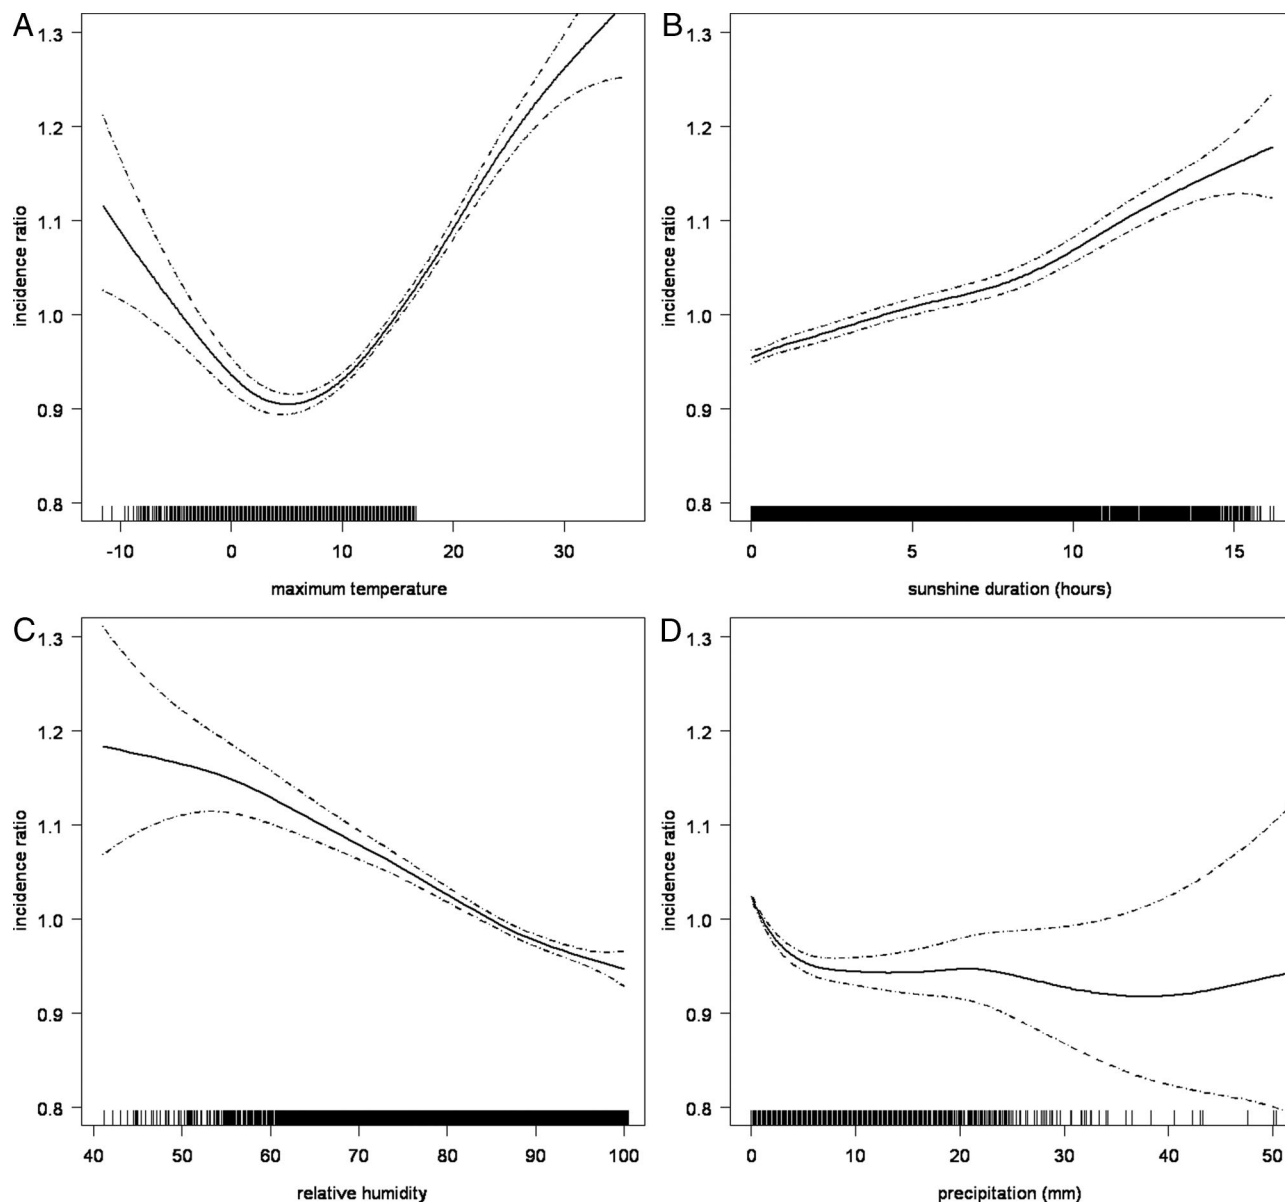 A
1.3
1.2
1.1
1.0
0.9
0.8
incidence ratio
-10 0 10 20 30
maximum temperature
B
1.3
1.2
1.1
1.0
0.9
0.8
incidence ratio
0 5 10 15
sunshine duration (hours)
C
1.3
1.2
1.1
1.0
0.9
0.8
incidence ratio
40 50 60 70 80 90 100
relative humidity
D
1.3
1.2
1.1
1.0
0.9
0.8
incidence ratio
0 10 20 30 40 50
precipitation (mm)